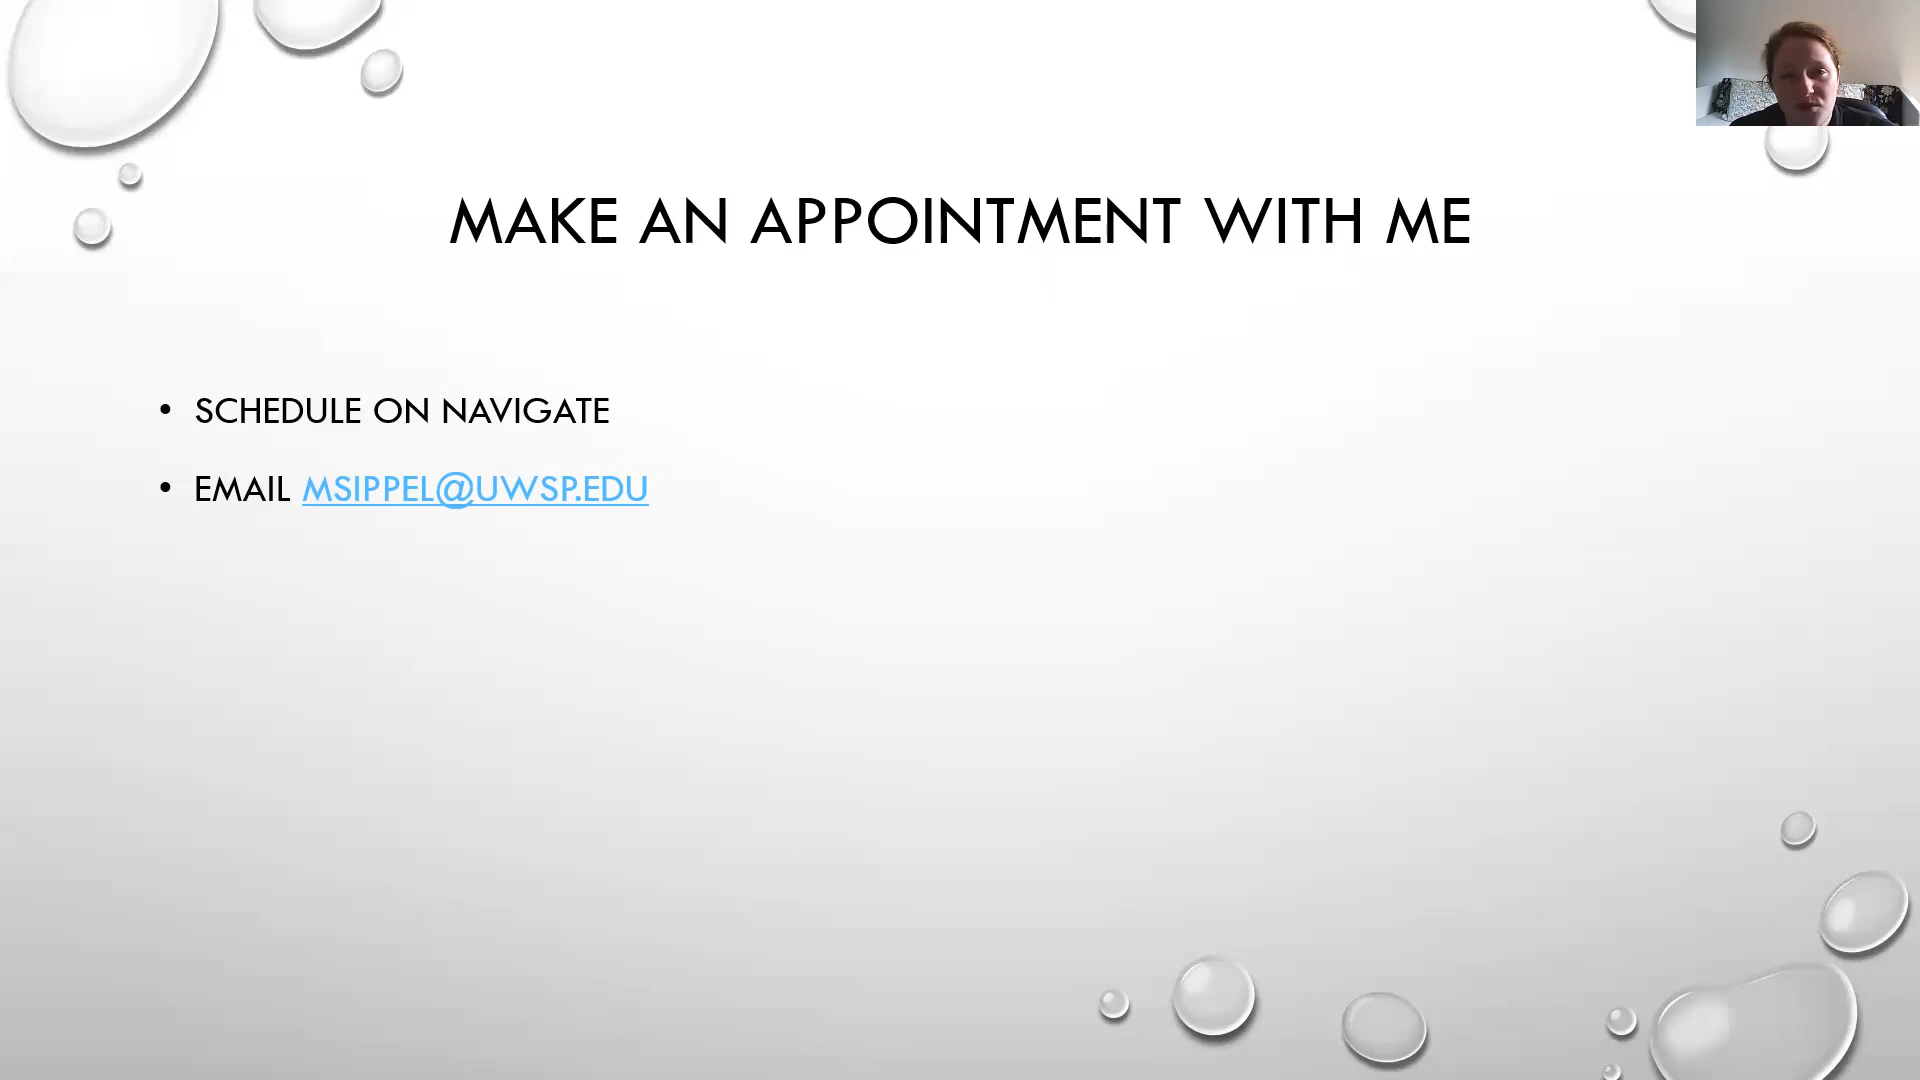 MAKE AN APPOINTMENT WITH ME
• SCHEDULE ON NAVIGATE
• EMAIL MSIPPEL@UWSP.EDU